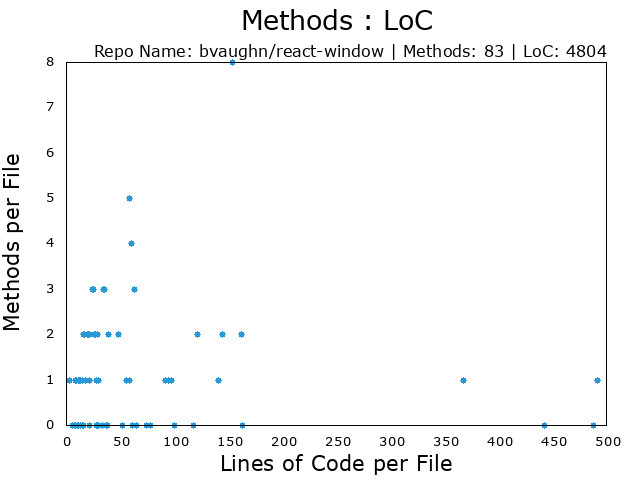 Methods : LoC
Repo Name: bvaughn/react-window | Methods: 83 | LoC: 4804
Methods per File
8
7
6
5
4
3
2
1
0
0 50 100 150 200 250 300 350 400 450 500
Lines of Code per File